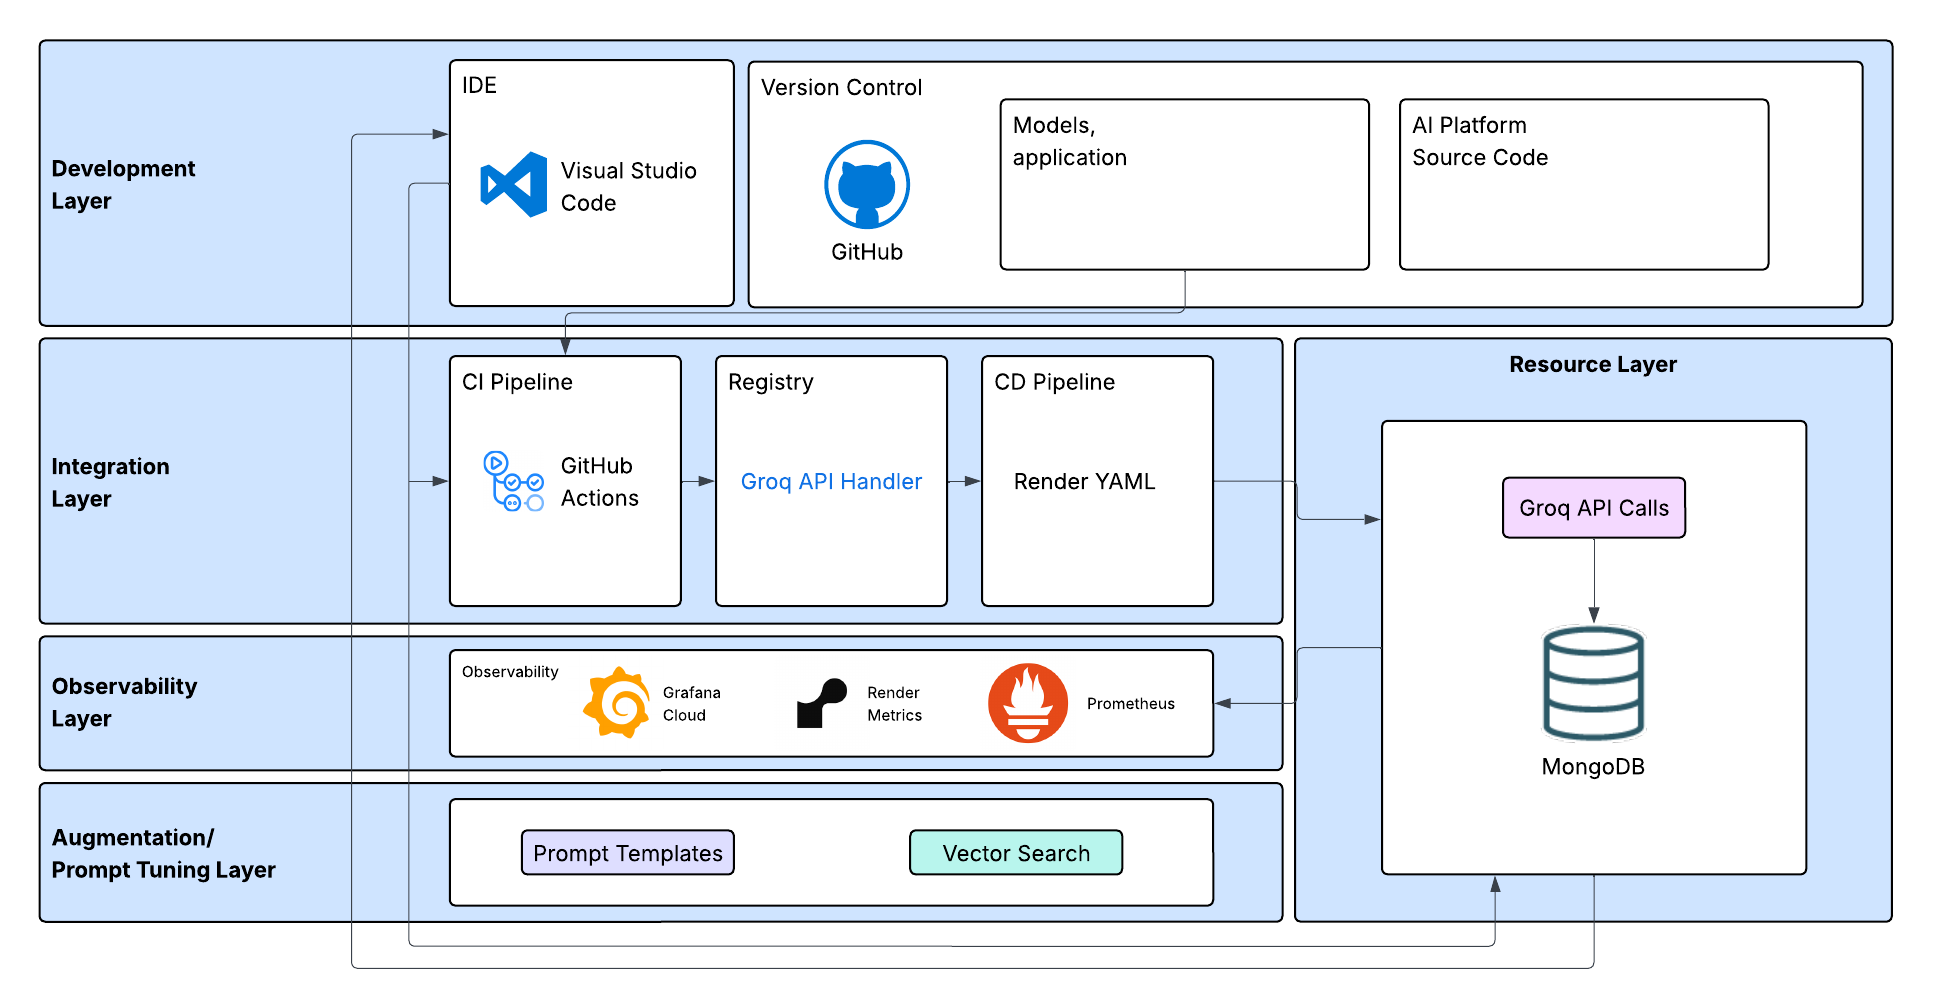 Development
Layer
IDE
Visual Studio
Code
Version Control
GitHub
Models,
application
AI Platform
Source Code
Integration
Layer
CI Pipeline
GitHub
Actions
Registry
Groq API Handler
CD Pipeline
Render YAML
Resource Layer
Groq API Calls
MongoDB
Observability
Layer
Observability
Grafana
Cloud
Render
Metrics
Prometheus
Augmentation/
Prompt Tuning Layer
Prompt Templates
Vector Search